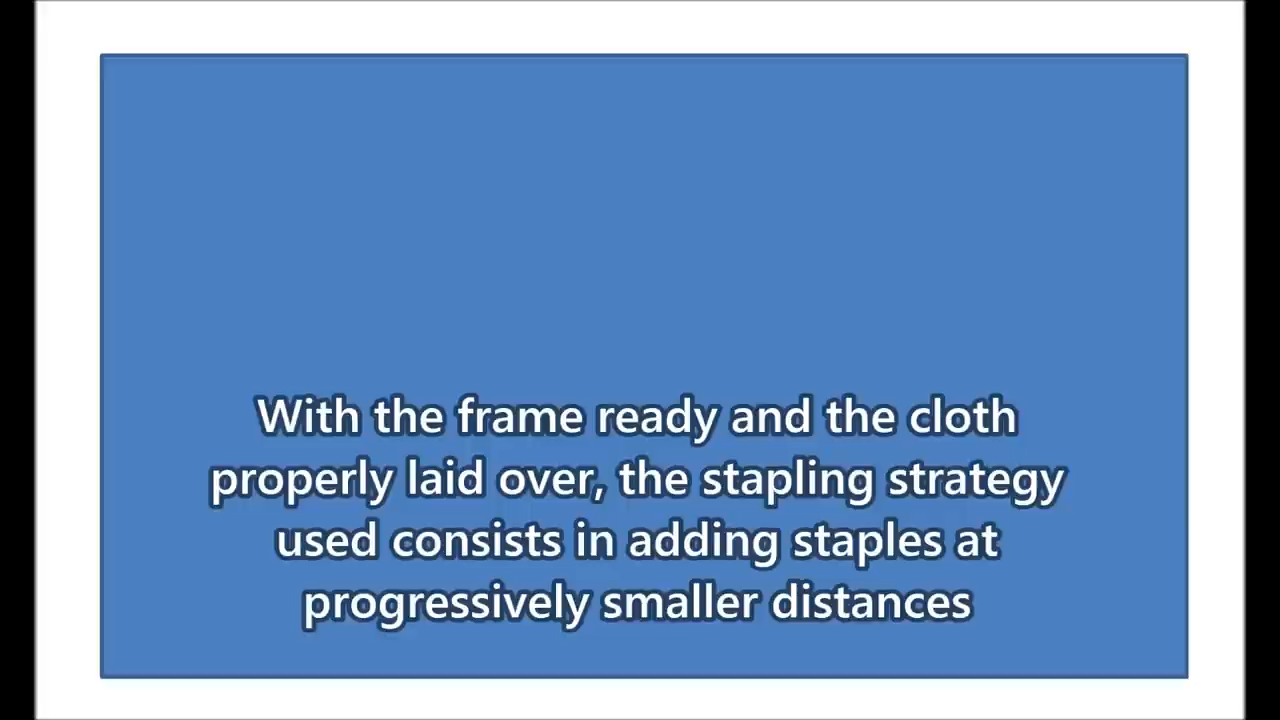 With the frame ready and the cloth
properly laid over, the stapling strategy
used consists in adding staples at
progressively smaller distances